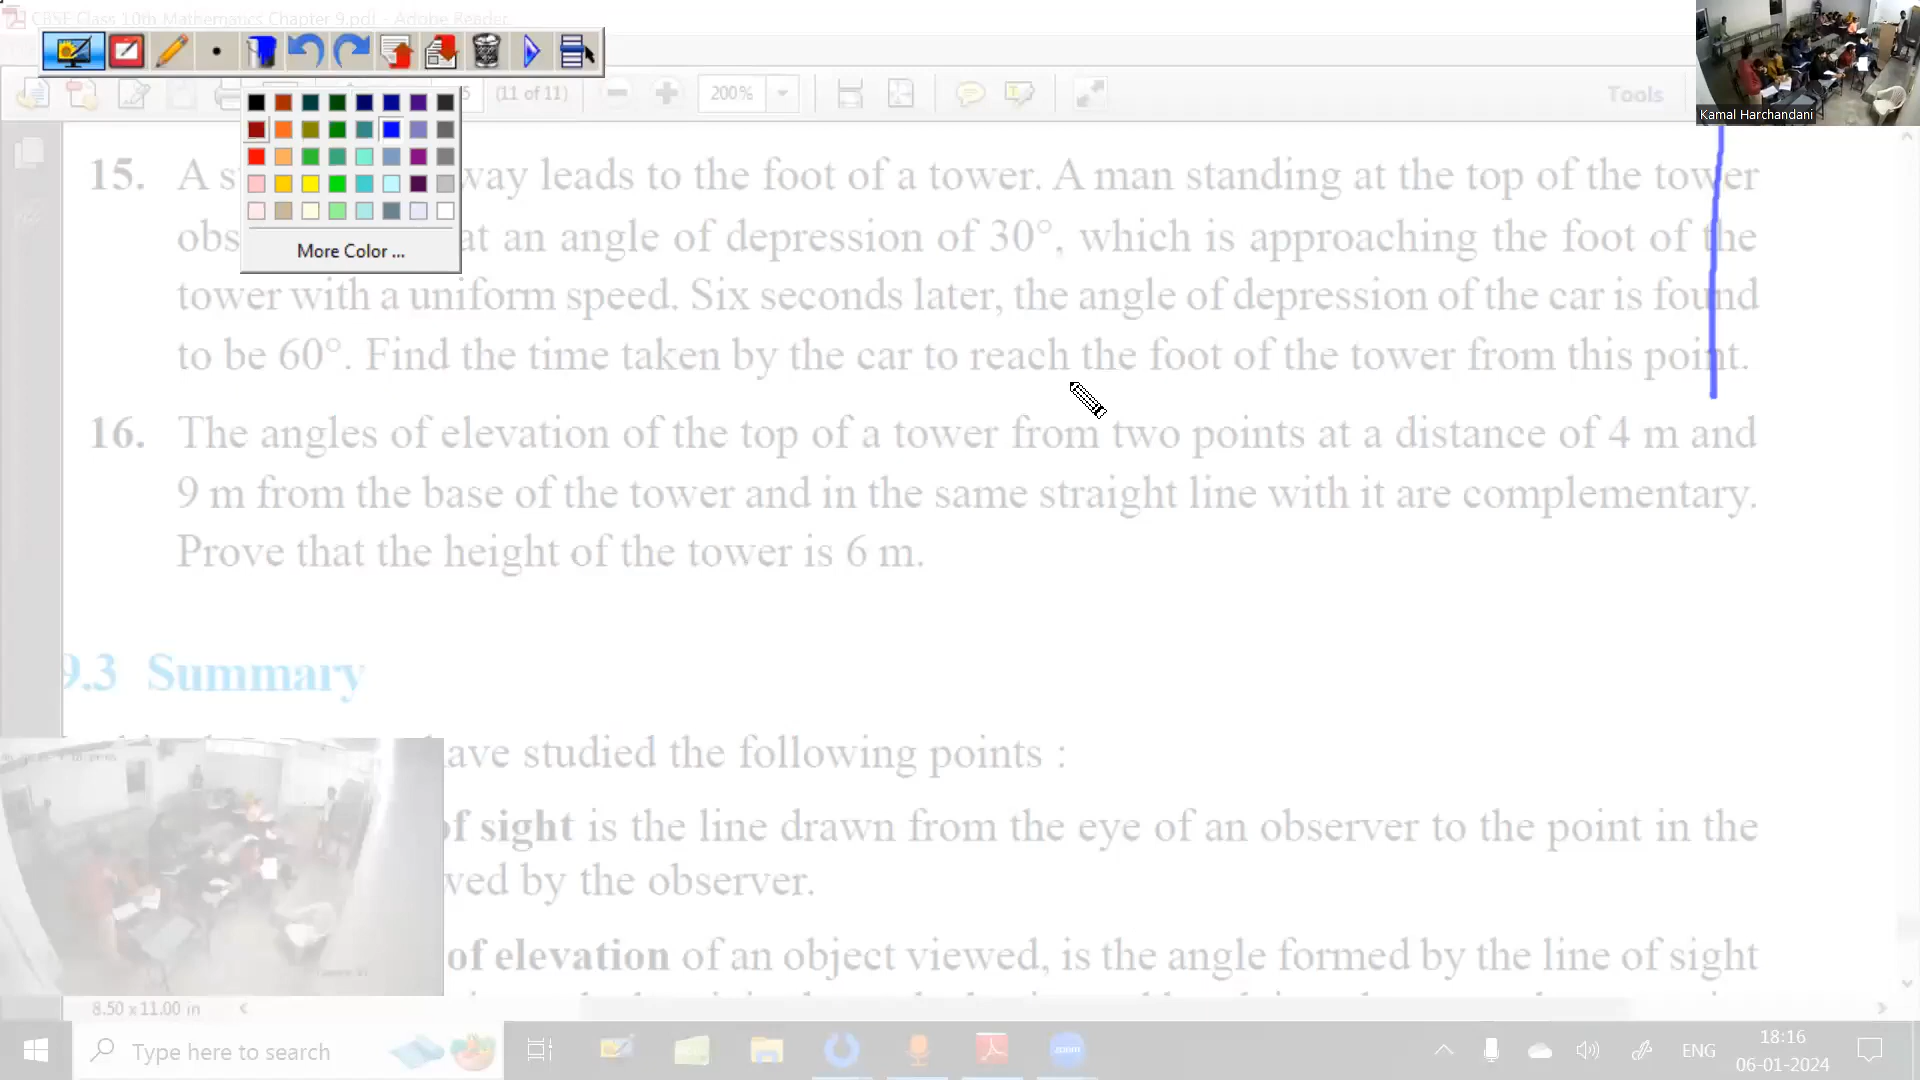 CBSE Class 10th Mathematics Chapter 9.pdf - Adobe Reader
5 (11 of 11) 200% Tools
Kamal Harchandani
More Color ...
15. A s way leads to the foot of a tower. A man standing at the top of the tower
obs at an angle of depression of 30°, which is approaching the foot of the
tower with a uniform speed. Six seconds later, the angle of depression of the car is found
to be 60°. Find the time taken by the car to reach the foot of the tower from this point.
16. The angles of elevation of the top of a tower from two points at a distance of 4 m and
9 m from the base of the tower and in the same straight line with it are complementary.
Prove that the height of the tower is 6 m.
9.3 Summary
ave studied the following points :
of sight is the line drawn from the eye of an observer to the point in the
wed by the observer.
of elevation of an object viewed, is the angle formed by the line of sight
8.50 x 11.00 in
Type here to search
zoom
ENG
18:16
06-01-2024